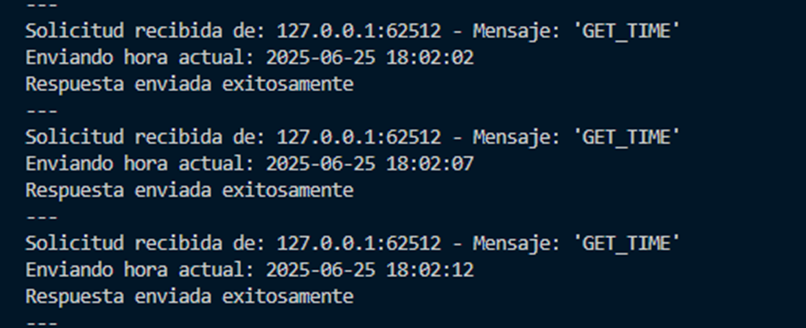 ---
Solicitud recibida de: 127.0.0.1:62512 - Mensaje: 'GET_TIME'
Enviando hora actual: 2025-06-25 18:02:02
Respuesta enviada exitosamente
---
Solicitud recibida de: 127.0.0.1:62512 - Mensaje: 'GET_TIME'
Enviando hora actual: 2025-06-25 18:02:07
Respuesta enviada exitosamente
---
Solicitud recibida de: 127.0.0.1:62512 - Mensaje: 'GET_TIME'
Enviando hora actual: 2025-06-25 18:02:12
Respuesta enviada exitosamente
---